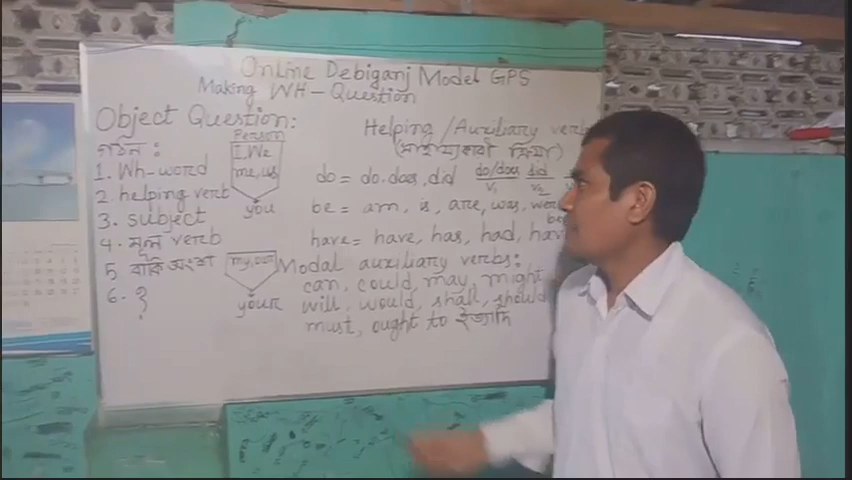 Online Debiganj Model GPS
Making WH-Question
Object Question:
গঠন :
1. Wh-word
2. helping verb
3. subject
4. মূল verb
5 বাকি অংশ
6. ?
Person
I, We
me, us
you
my, our
your
Helping /Auxiliary verb
(সাহায্যকারী ক্রিয়া)
do = do. does, did do/does did
V1 V2
be = am, is, are, was, were
have = have, has, had,
Modal auxiliary verbs:
can, could, may, might
will, would, shall, should
must, ought to ইত্যাদি